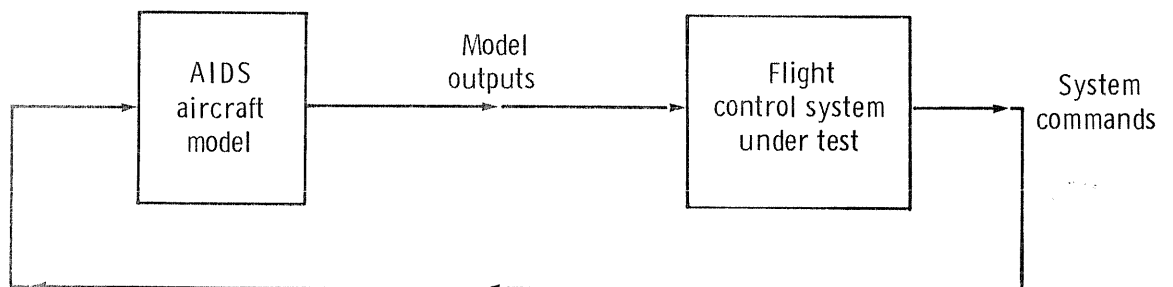 AIDS
aircraft
model
Model
outputs
Flight
control system
under test
System
commands